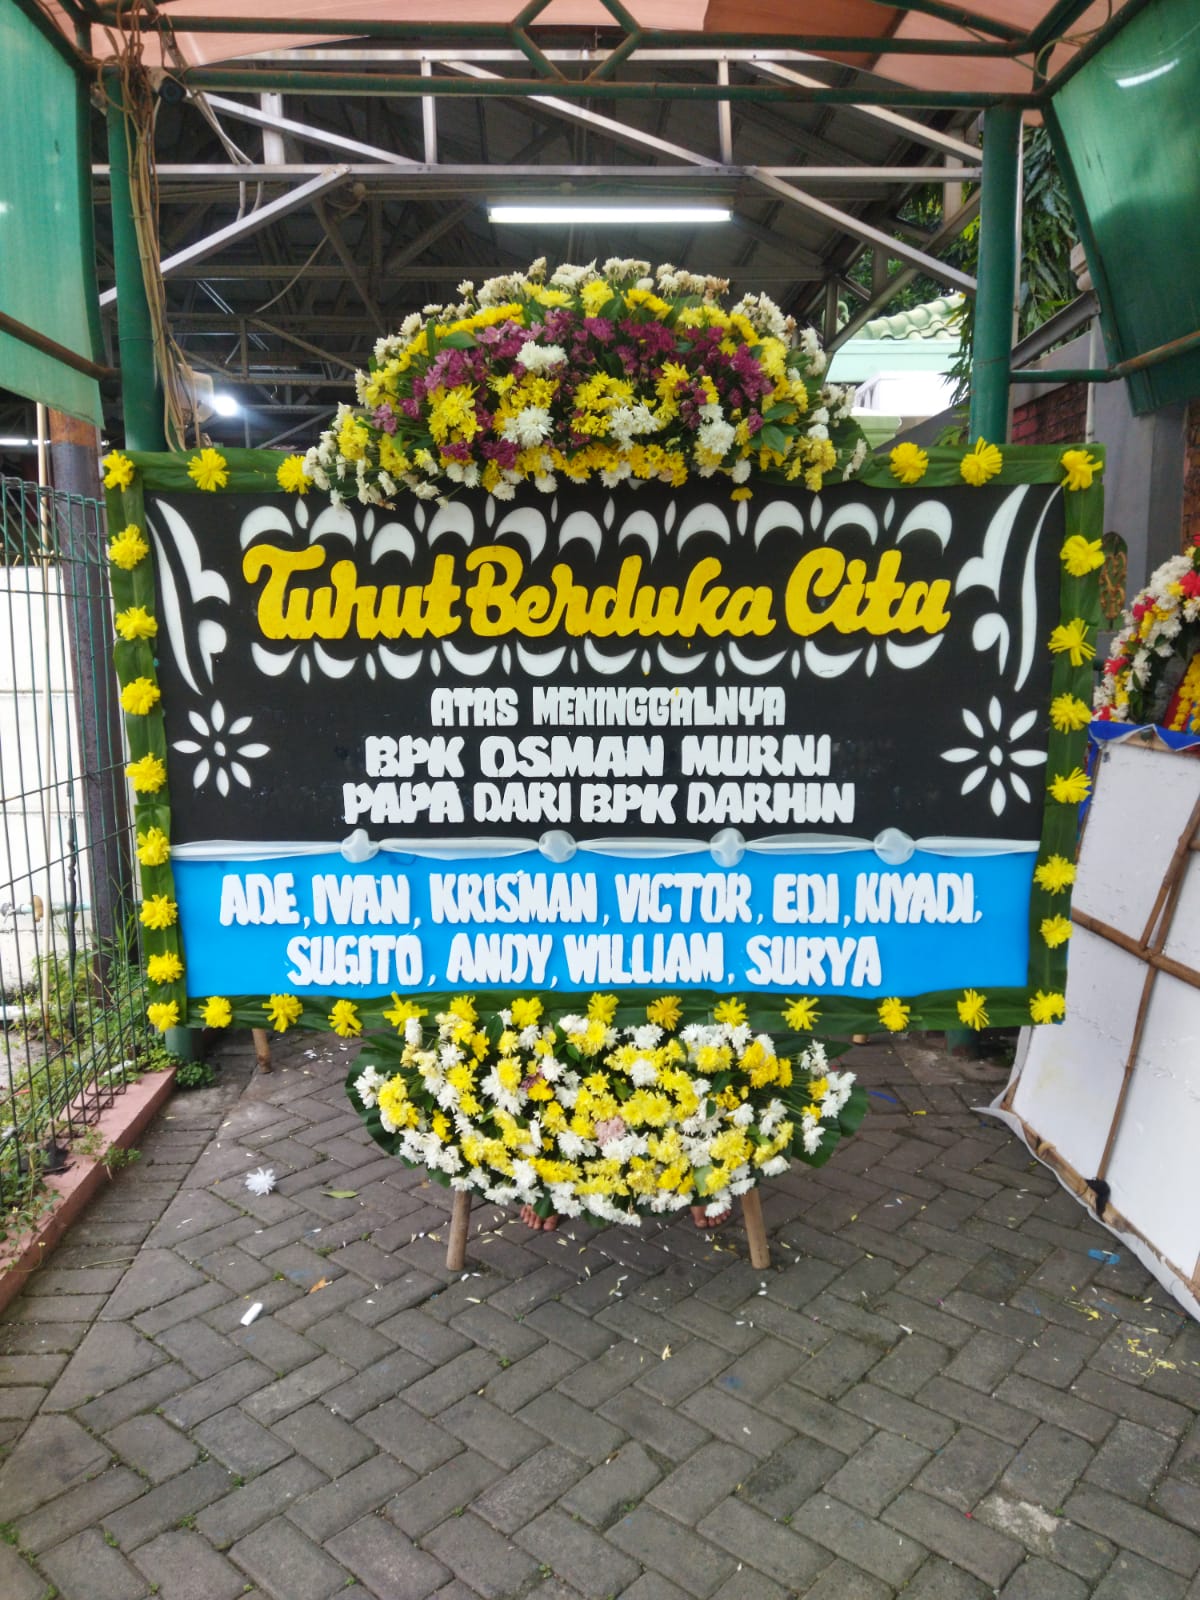 Turut Berduka Cita
ATAS MENINGGALNYA
BPK OSMAN MURNI
PAPA DARI BPK DARHIN
ADE, IVAN, KRISMAN, VICTOR, EDI, KIYADI,
SUGITO, ANDY, WILLIAM, SURYA